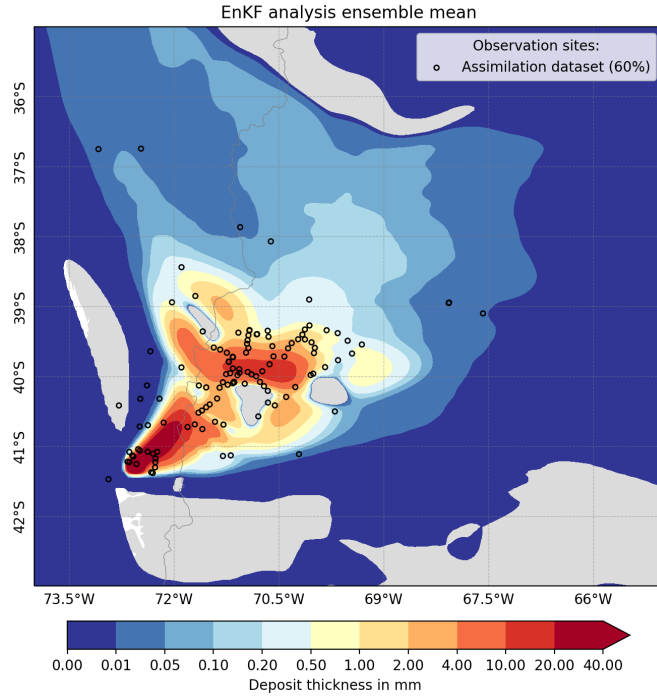 EnKF analysis ensemble mean
Observation sites:
Assimilation dataset (60%)
36°S
37°S
38°S
39°S
40°S
41°S
42°S
73.5°W 72°W 70.5°W 69°W 67.5°W 66°W
0.00 0.01 0.05 0.10 0.20 0.50 1.00 2.00 4.00 10.00 20.00 40.00
Deposit thickness in mm